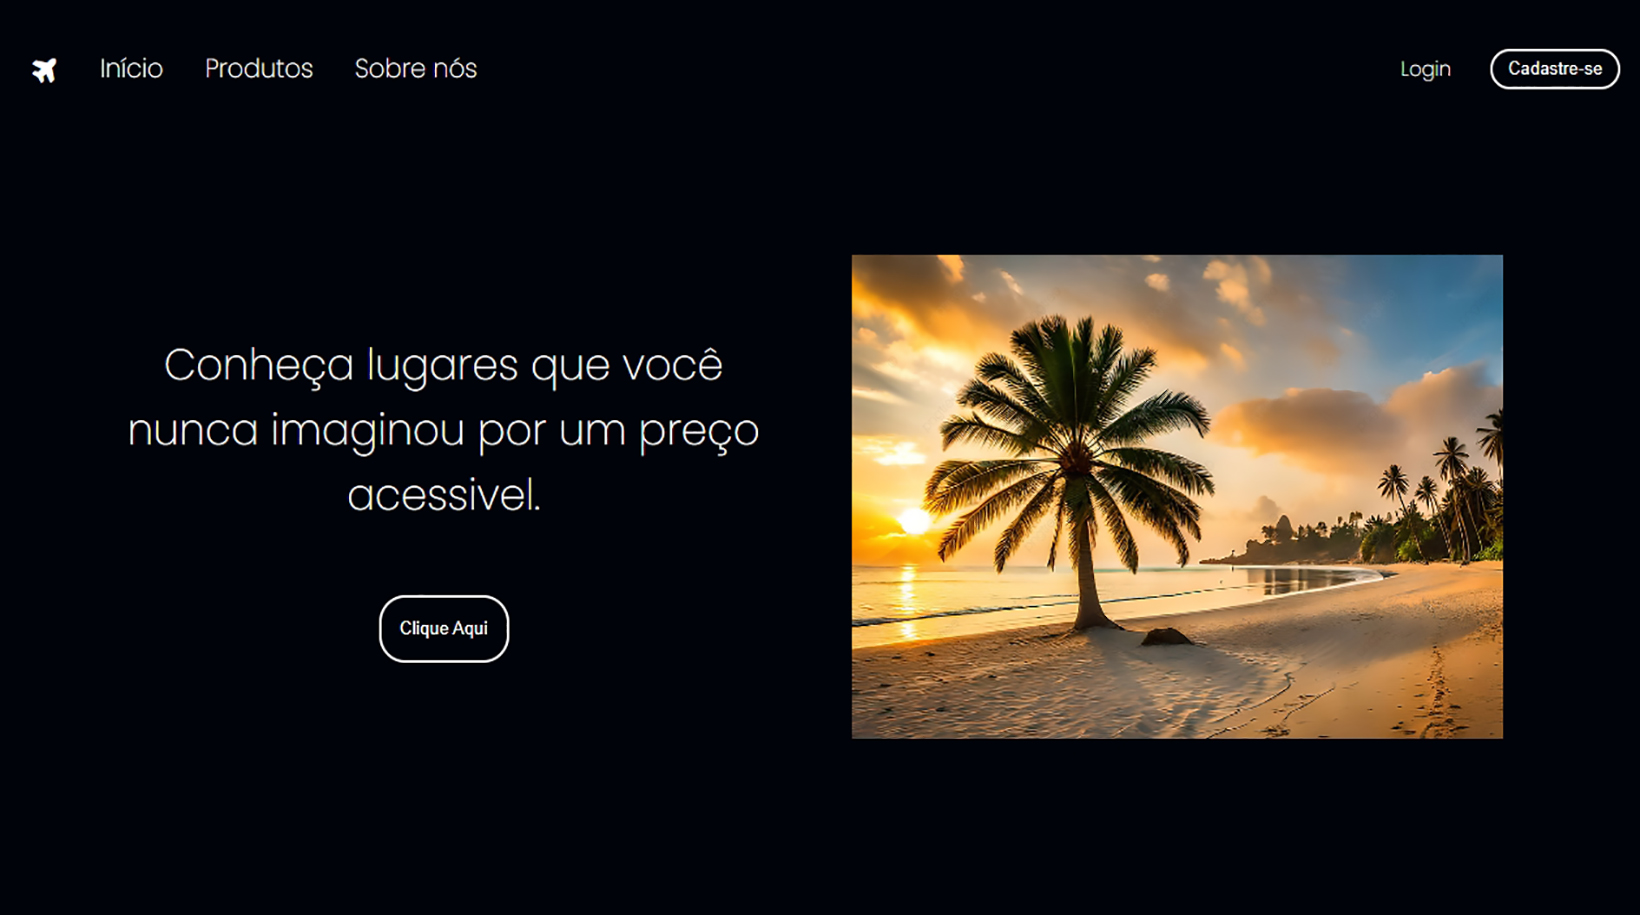 Início
Produtos
Sobre nós
Login
Cadastre-se
Conheça lugares que você
nunca imaginou por um preço
acessivel.
Clique Aqui